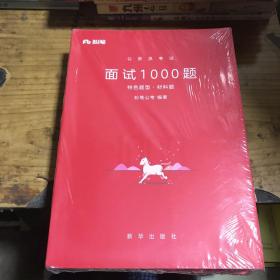 粉笔
公务员考试
面试1000题
特色题型·材料题
粉笔公考 编著
新华出版社